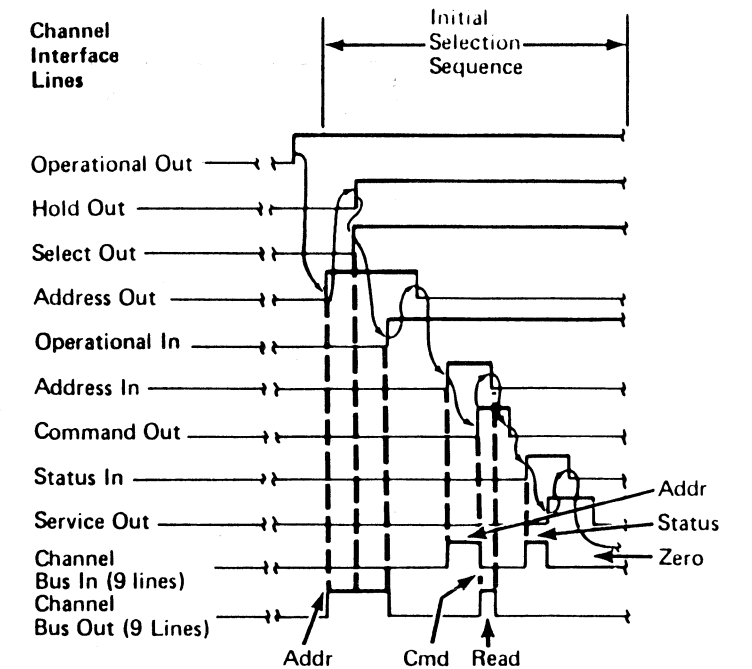 Channel
Interface
Lines
Initial
Selection
Sequence
Operational Out
Hold Out
Select Out
Address Out
Operational In
Address In
Command Out
Status In
Service Out
Channel
Bus In (9 lines)
Channel
Bus Out (9 Lines)
Addr
Status
Zero
Addr
Cmd
Read